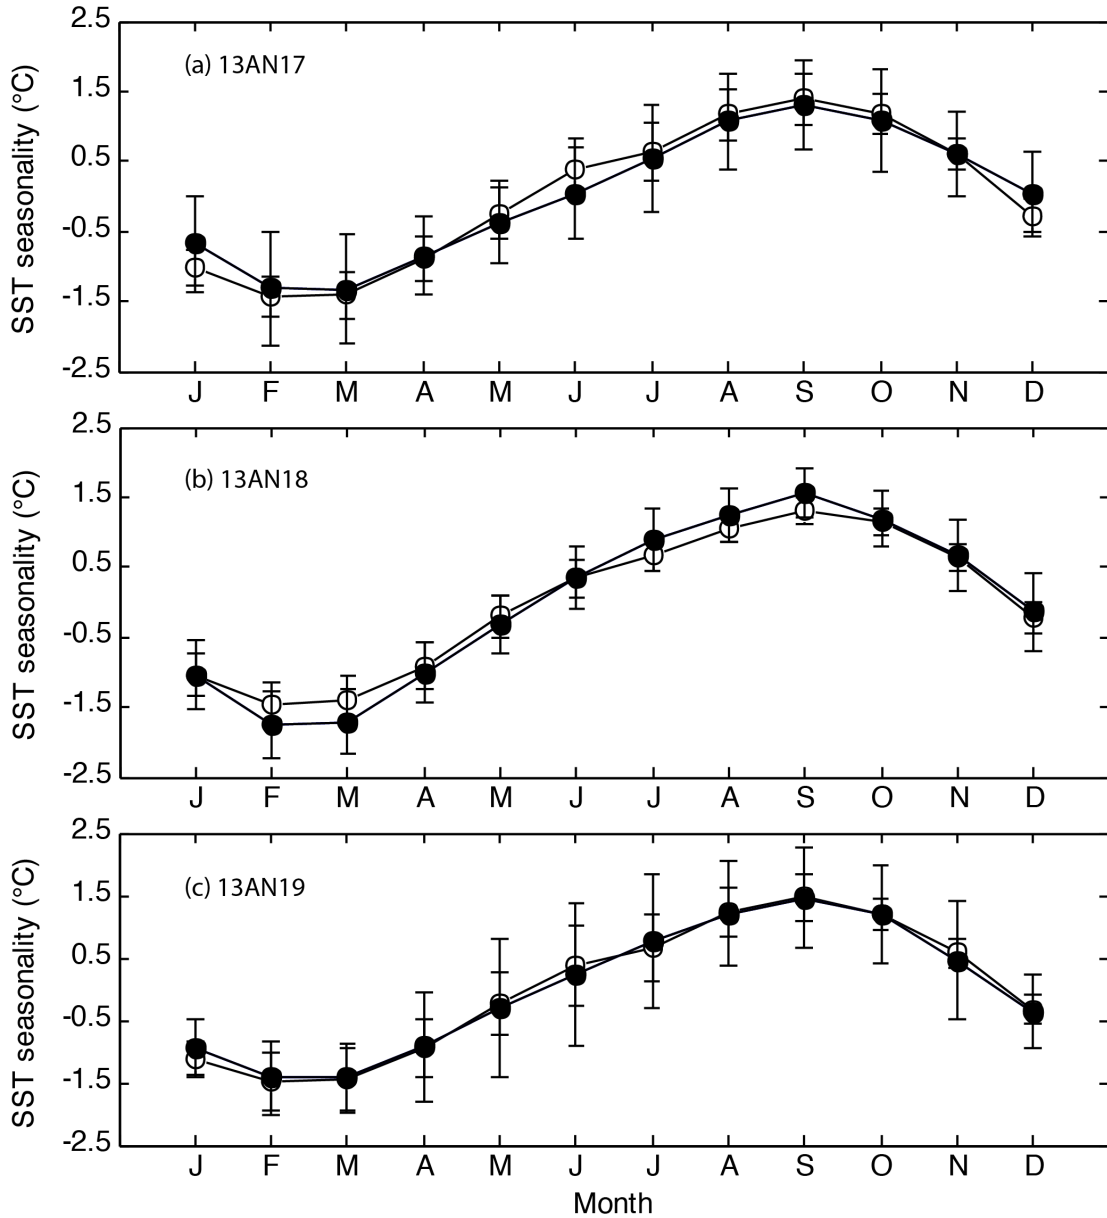 2.5
1.5
0.5
-0.5
-1.5
-2.5
SST seasonality (°C)
(a) 13AN17
J F M A M J J A S O N D
2.5
1.5
0.5
-0.5
-1.5
-2.5
SST seasonality (°C)
(b) 13AN18
J F M A M J J A S O N D
2.5
1.5
0.5
-0.5
-1.5
-2.5
SST seasonality (°C)
(c) 13AN19
J F M A M J J A S O N D
Month